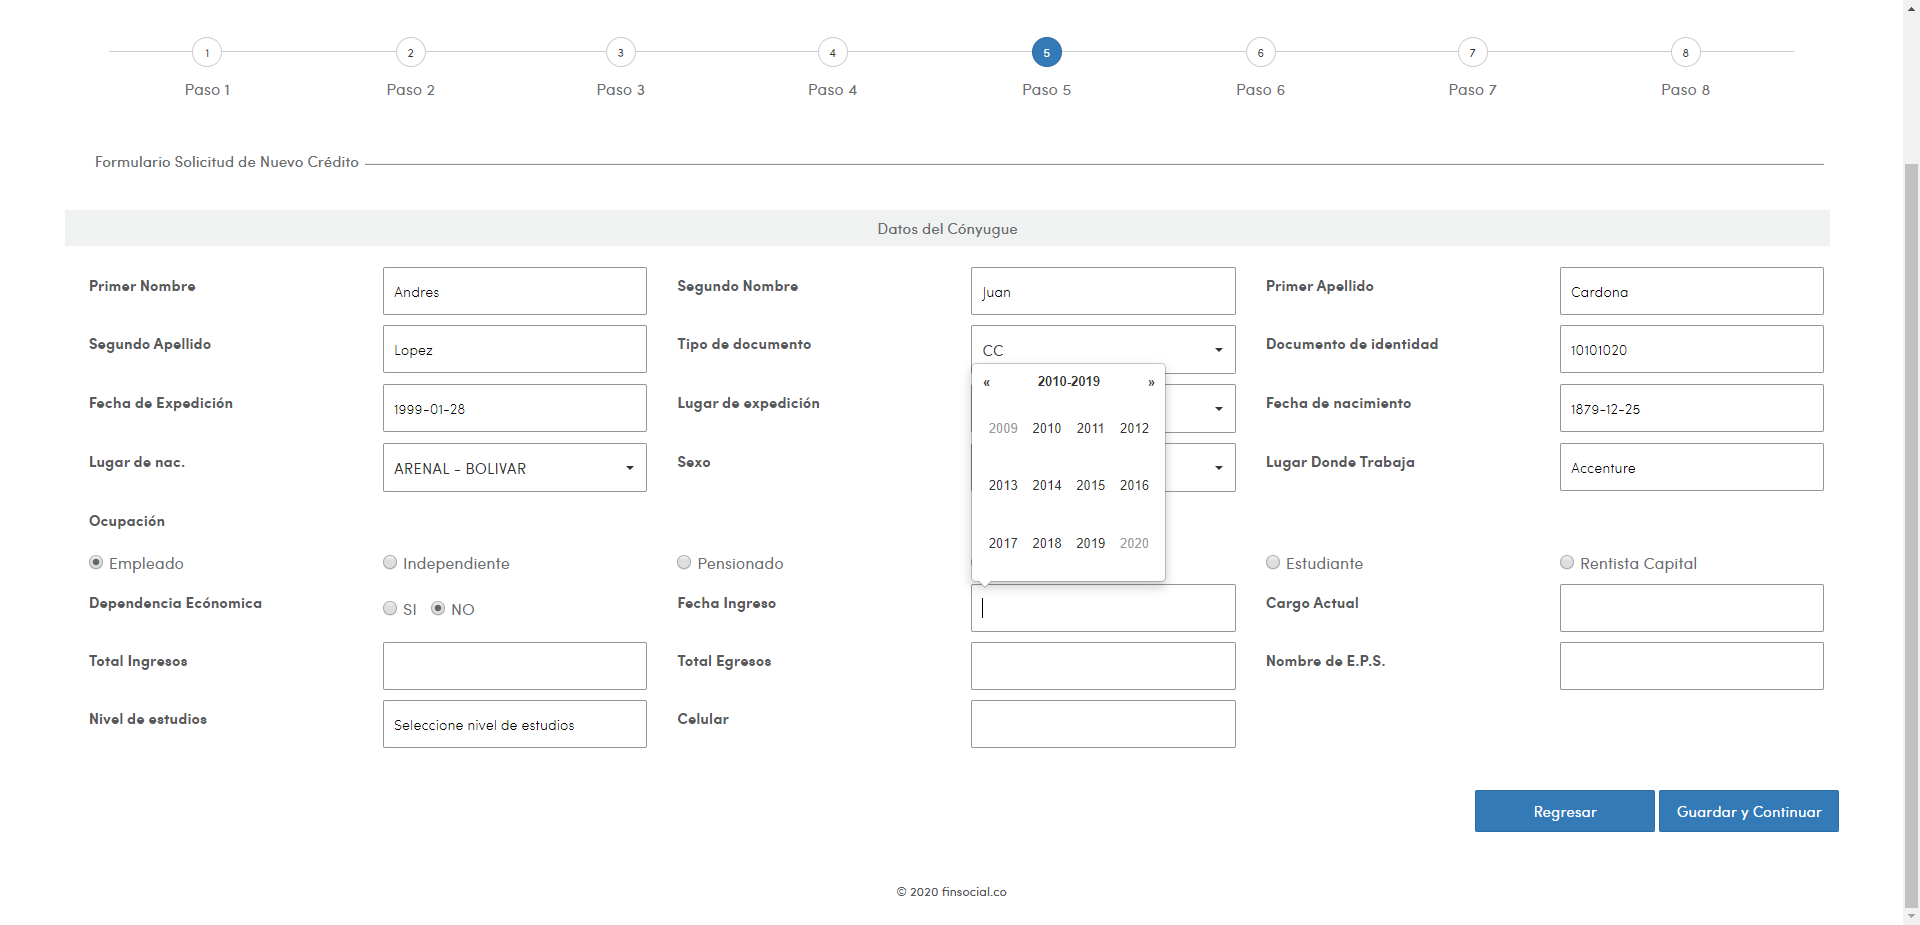 1 2 3 4 5 6 7 8
Paso 1 Paso 2 Paso 3 Paso 4 Paso 5 Paso 6 Paso 7 Paso 8
Formulario Solicitud de Nuevo Crédito
Datos del Cónyugue
Primer Nombre Andres Segundo Nombre Juan Primer Apellido Cardona
Segundo Apellido Lopez Tipo de documento CC Documento de identidad 10101020
Fecha de Expedición 1999-01-28 Lugar de expedición Fecha de nacimiento 1879-12-25
Lugar de nac. ARENAL - BOLIVAR Sexo Lugar Donde Trabaja Accenture
« 2010-2019 »
2009 2010 2011 2012
2013 2014 2015 2016
2017 2018 2019 2020
Ocupación
Empleado Independiente Pensionado Estudiante Rentista Capital
Dependencia Ecónomica SI NO Fecha Ingreso Cargo Actual
Total Ingresos Total Egresos Nombre de E.P.S.
Nivel de estudios Seleccione nivel de estudios Celular
Regresar Guardar y Continuar
© 2020 finsocial.co